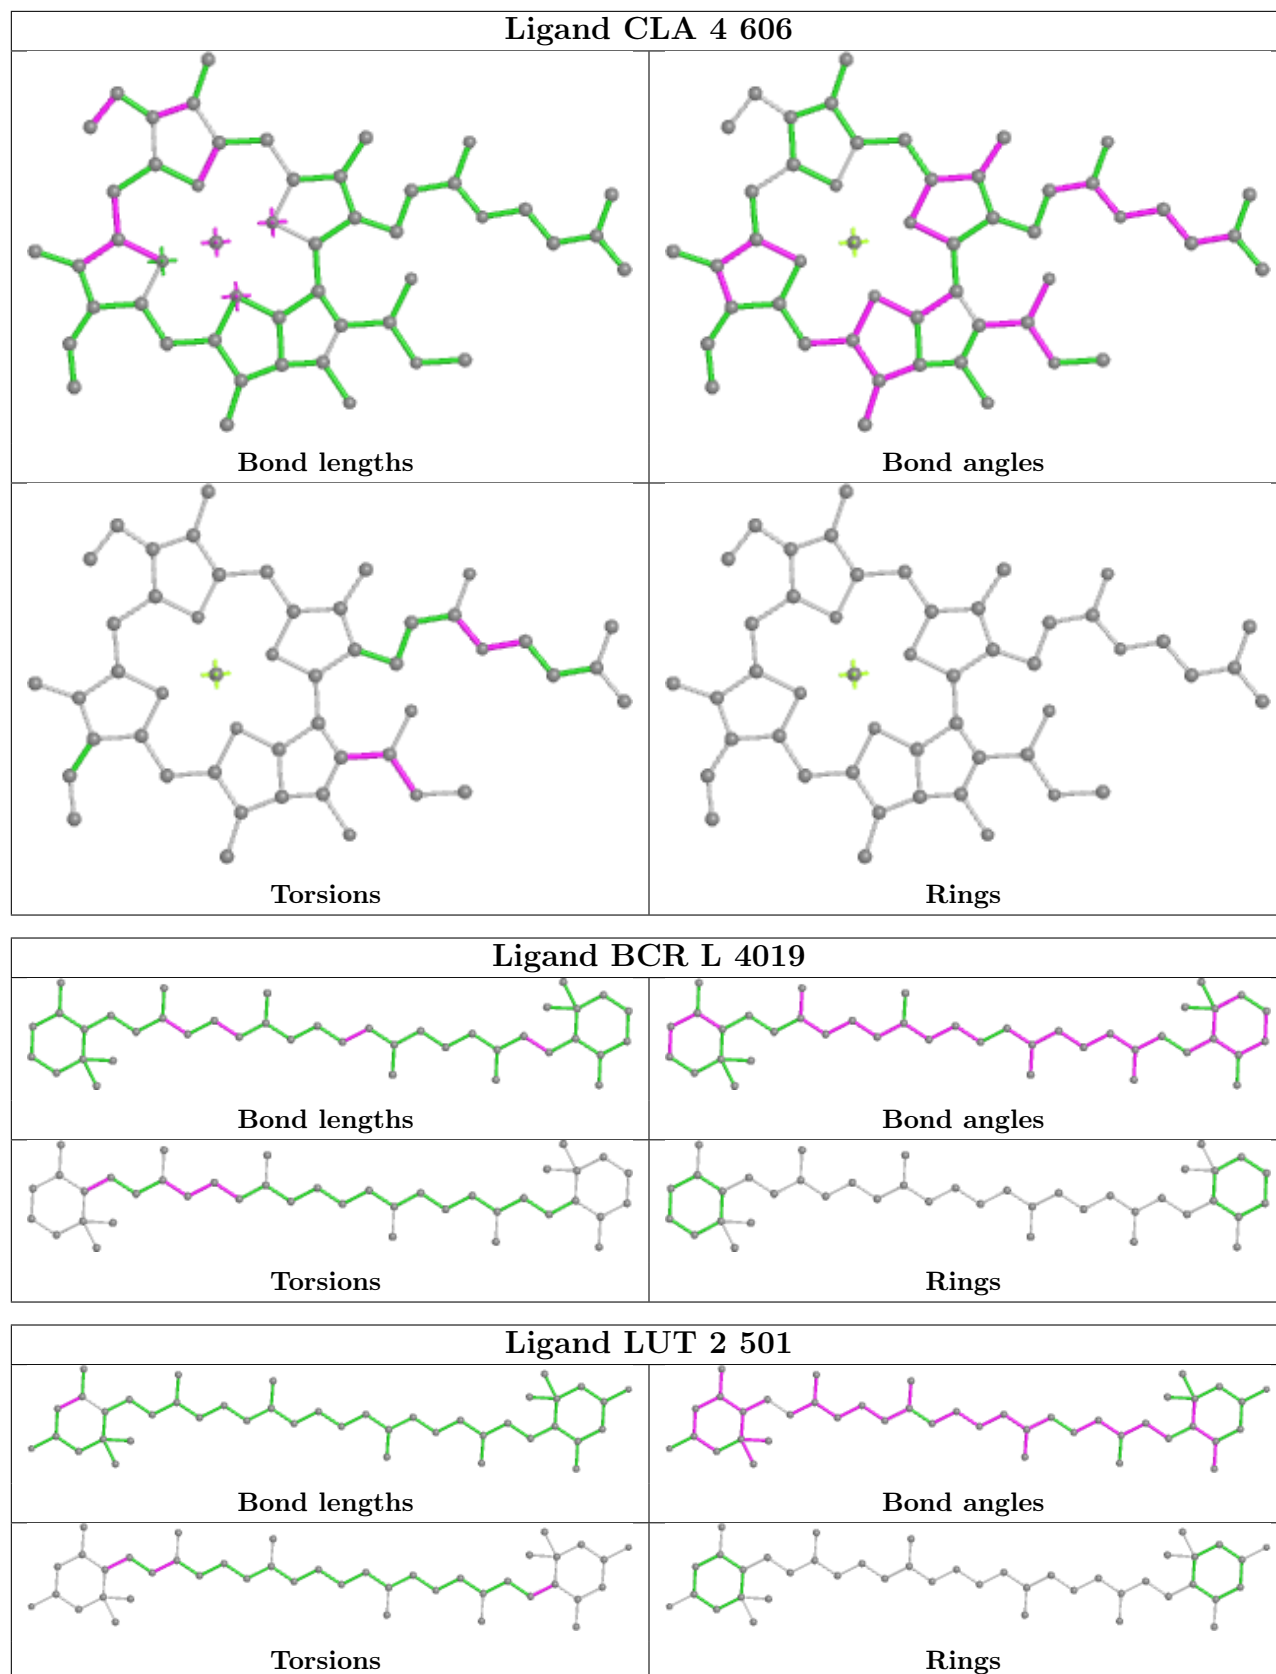 Ligand CLA 4 606
Bond lengths
Bond angles
Torsions
Rings
Ligand BCR L 4019
Bond lengths
Bond angles
Torsions
Rings
Ligand LUT 2 501
Bond lengths
Bond angles
Torsions
Rings